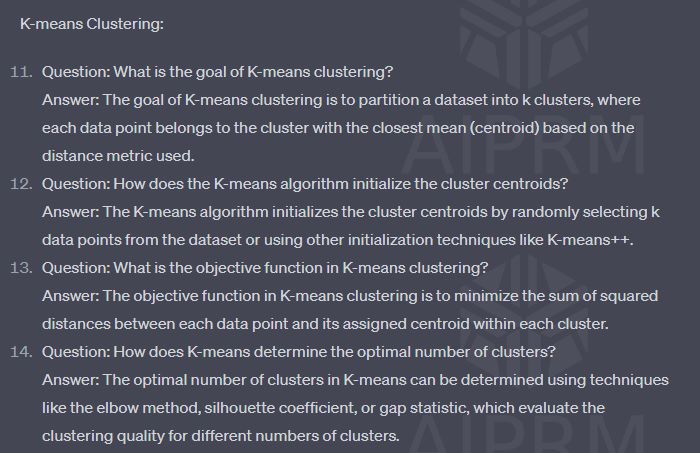 K-means Clustering:
11. Question: What is the goal of K-means clustering?
Answer: The goal of K-means clustering is to partition a dataset into k clusters, where
each data point belongs to the cluster with the closest mean (centroid) based on the
distance metric used.
12. Question: How does the K-means algorithm initialize the cluster centroids?
Answer: The K-means algorithm initializes the cluster centroids by randomly selecting k
data points from the dataset or using other initialization techniques like K-means++.
13. Question: What is the objective function in K-means clustering?
Answer: The objective function in K-means clustering is to minimize the sum of squared
distances between each data point and its assigned centroid within each cluster.
14. Question: How does K-means determine the optimal number of clusters?
Answer: The optimal number of clusters in K-means can be determined using techniques
like the elbow method, silhouette coefficient, or gap statistic, which evaluate the
clustering quality for different numbers of clusters.
AIPRM
AIPRM